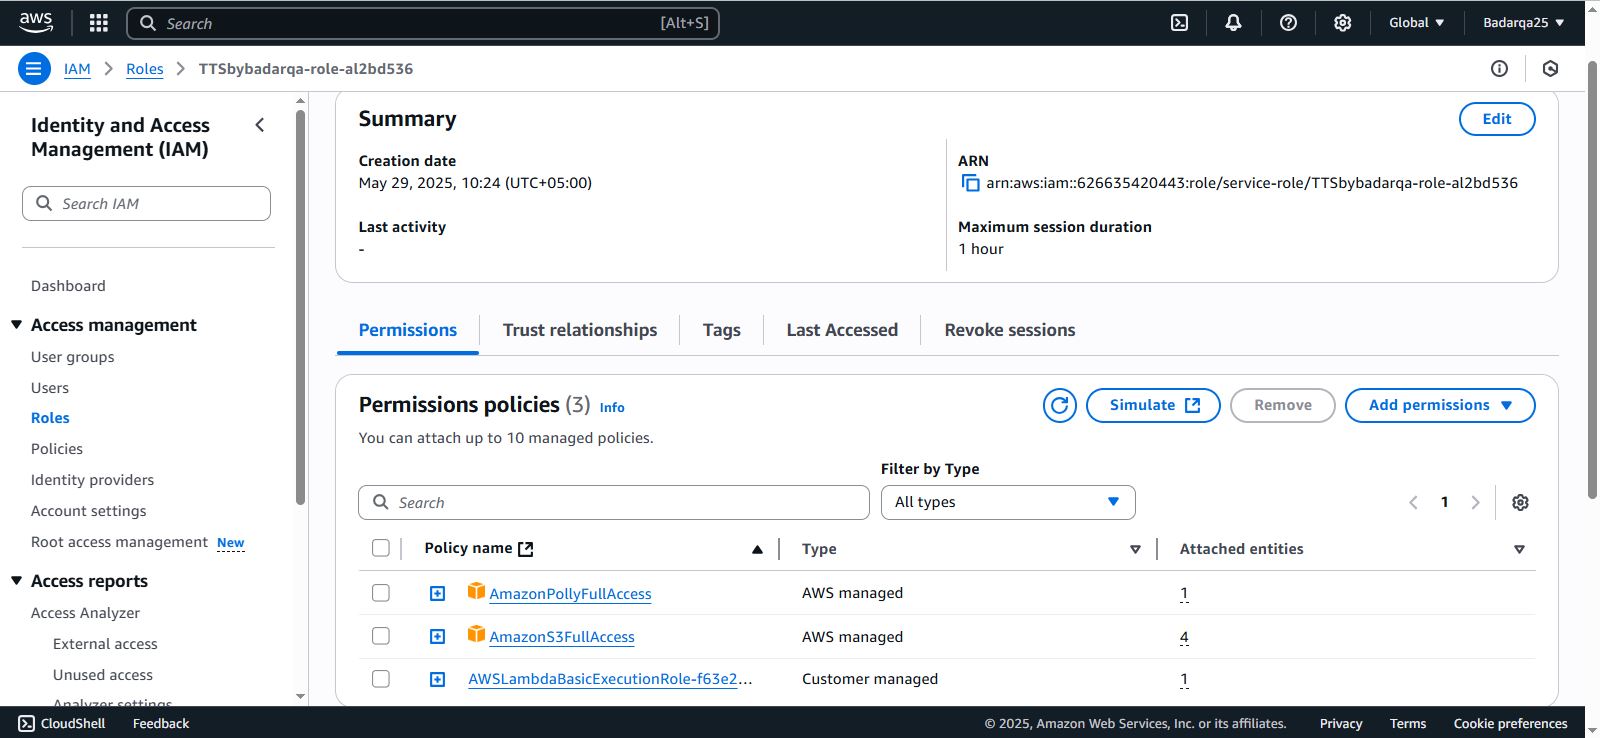 aws
Search [Alt+S]
Global
Badarqa25
IAM
Roles
TTSbybadarqa-role-al2bd536
Identity and Access
Management (IAM)
Search IAM
Dashboard
Access management
User groups
Users
Roles
Policies
Identity providers
Account settings
Root access management New
Access reports
Access Analyzer
External access
Unused access
Analyzer settings
Summary
Edit
Creation date
May 29, 2025, 10:24 (UTC+05:00)
ARN
arn:aws:iam::626635420443:role/service-role/TTSbybadarqa-role-al2bd536
Last activity
-
Maximum session duration
1 hour
Permissions
Trust relationships
Tags
Last Accessed
Revoke sessions
Permissions policies (3) Info
Simulate
Remove
Add permissions
You can attach up to 10 managed policies.
Filter by Type
Search
All types
1
Policy name
Type
Attached entities
AmazonPollyFullAccess
AWS managed
1
AmazonS3FullAccess
AWS managed
4
AWSLambdaBasicExecutionRole-f63e2...
Customer managed
1
CloudShell
Feedback
© 2025, Amazon Web Services, Inc. or its affiliates.
Privacy
Terms
Cookie preferences